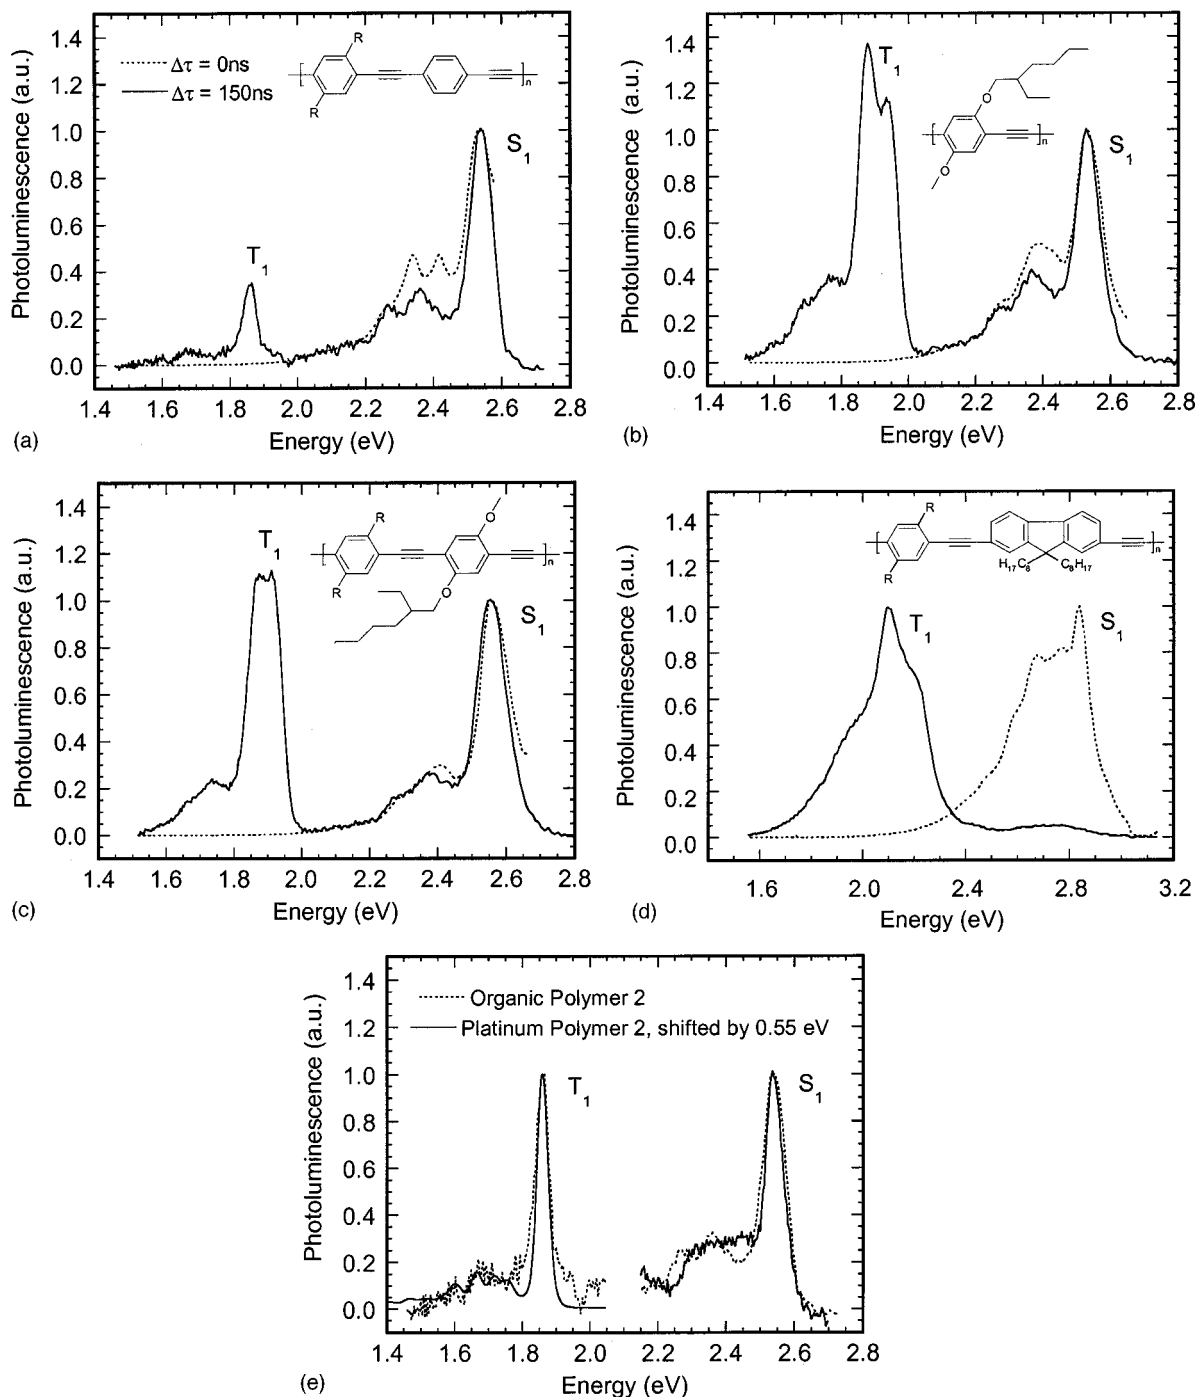 1.4
1.2
1.0
0.8
0.6
0.4
0.2
0.0
Photoluminescence (a.u.)
Δτ = 0ns
Δτ = 150ns
R
R
n
T1
S1
1.4 1.6 1.8 2.0 2.2 2.4 2.6 2.8
Energy (eV)
(a)
1.4
1.2
1.0
0.8
0.6
0.4
0.2
0.0
Photoluminescence (a.u.)
T1
O
O
n
S1
1.4 1.6 1.8 2.0 2.2 2.4 2.6 2.8
Energy (eV)
(b)
1.4
1.2
1.0
0.8
0.6
0.4
0.2
0.0
Photoluminescence (a.u.)
T1
R
R
O
O
n
S1
1.4 1.6 1.8 2.0 2.2 2.4 2.6 2.8
Energy (eV)
(c)
1.4
1.2
1.0
0.8
0.6
0.4
0.2
0.0
Photoluminescence (a.u.)
R
R
n
H17C8 C8H17
T1
S1
1.6 2.0 2.4 2.8 3.2
Energy (eV)
(d)
1.4
1.2
1.0
0.8
0.6
0.4
0.2
0.0
Photoluminescence (a.u.)
Organic Polymer 2
Platinum Polymer 2, shifted by 0.55 eV
T1
S1
1.4 1.6 1.8 2.0 2.2 2.4 2.6 2.8
Energy (eV)
(e)